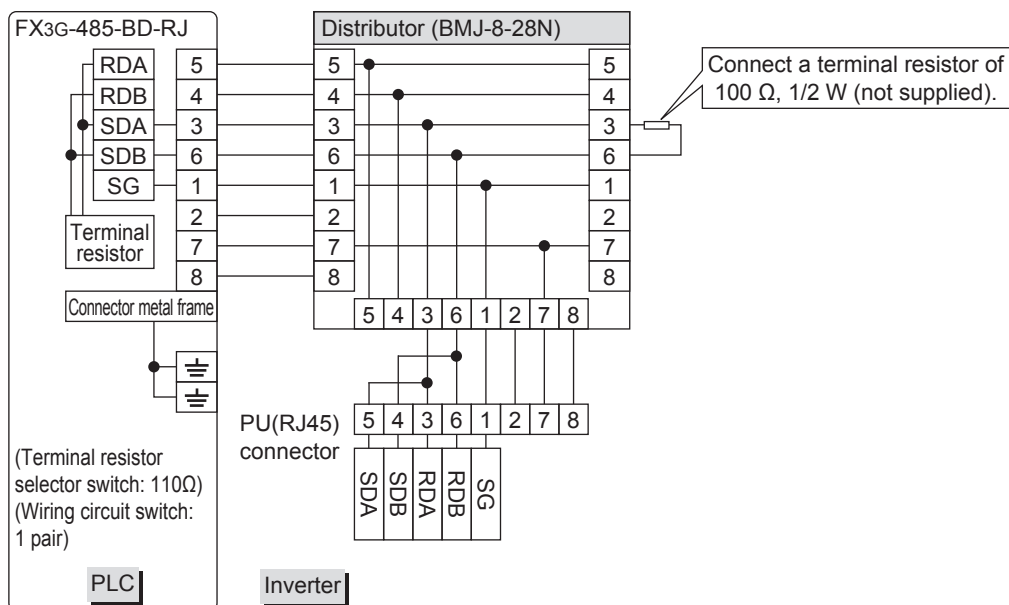 FX3G-485-BD-RJ
RDA 5
RDB 4
SDA 3
SDB 6
SG 1
2
7
8
Terminal
resistor
Connector metal frame
(Terminal resistor
selector switch: 110Ω)
(Wiring circuit switch:
1 pair)
PLC
Distributor (BMJ-8-28N)
5 5
4 4
3 3
6 6
1 1
2 2
7 7
8 8
5 4 3 6 1 2 7 8
Connect a terminal resistor of
100 Ω, 1/2 W (not supplied).
PU(RJ45)
connector
5 4 3 6 1 2 7 8
SDA
SDB
RDA
RDB
SG
Inverter